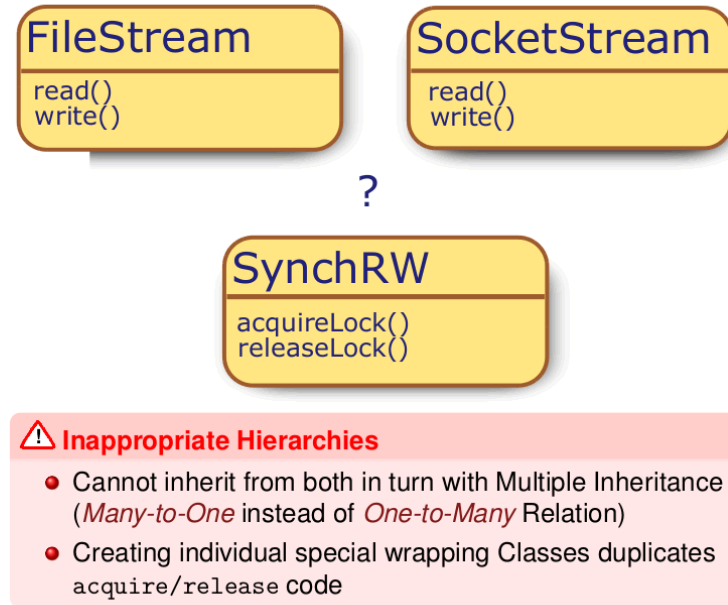 FileStream
SocketStream
read()
write()
read()
write()
?
SynchRW
acquireLock()
releaseLock()
Inappropriate Hierarchies
Cannot inherit from both in turn with Multiple Inheritance
(Many-to-One instead of One-to-Many Relation)
Creating individual special wrapping Classes duplicates
acquire/release code